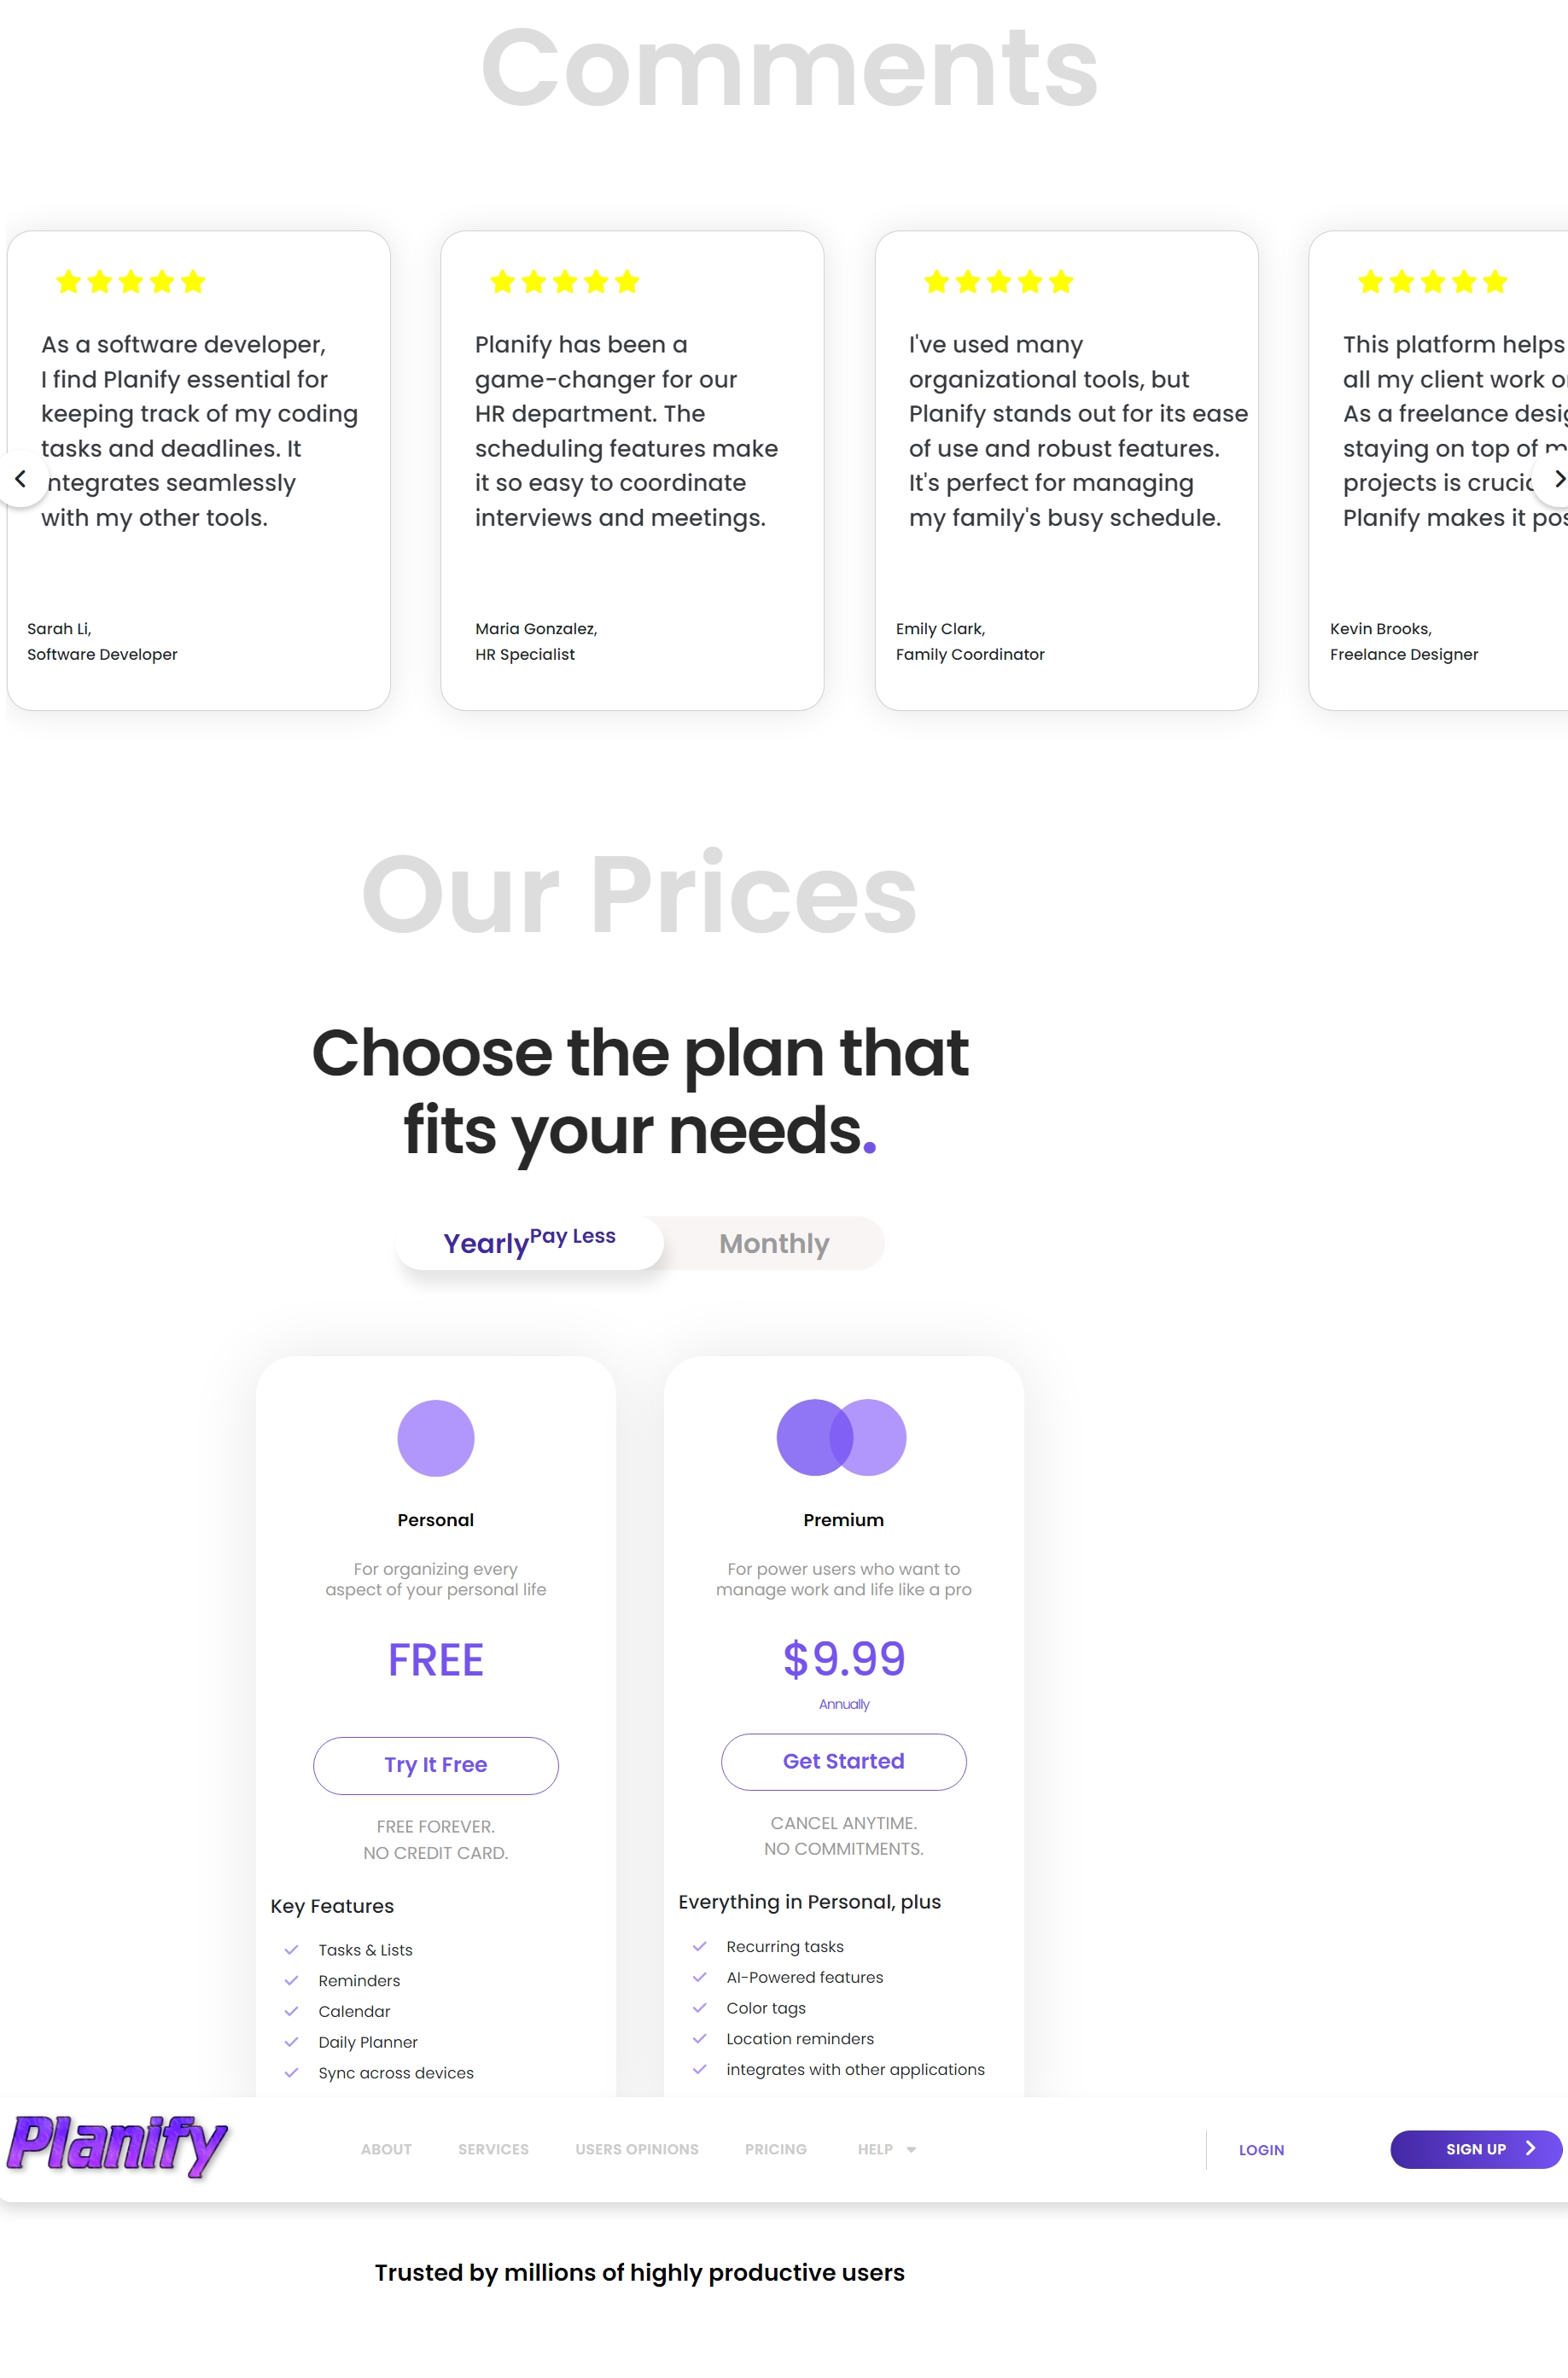 Comments
As a software developer,
I find Planify essential for
keeping track of my coding
tasks and deadlines. It
integrates seamlessly
with my other tools.
Sarah Li,
Software Developer
Planify has been a
game-changer for our
HR department. The
scheduling features make
it so easy to coordinate
interviews and meetings.
Maria Gonzalez,
HR Specialist
I've used many
organizational tools, but
Planify stands out for its ease
of use and robust features.
It's perfect for managing
my family's busy schedule.
Emily Clark,
Family Coordinator
This platform helps
all my client work
As a freelance
staying on top of
projects is
Planify makes it
Kevin Brooks,
Freelance Designer
Our Prices
Choose the plan that
fits your needs.
Yearly Pay Less
Monthly
Personal
For organizing every
aspect of your personal life
FREE
Try It Free
FREE FOREVER.
NO CREDIT CARD.
Key Features
Tasks & Lists
Reminders
Calendar
Daily Planner
Sync across devices
Premium
For power users who want to
manage work and life like a pro
$9.99
Annually
Get Started
CANCEL ANYTIME.
NO COMMITMENTS.
Everything in Personal, plus
Recurring tasks
AI-Powered features
Color tags
Location reminders
integrates with other applications
Planify
ABOUT
SERVICES
USERS OPINIONS
PRICING
HELP
LOGIN
SIGN UP
Trusted by millions of highly productive users